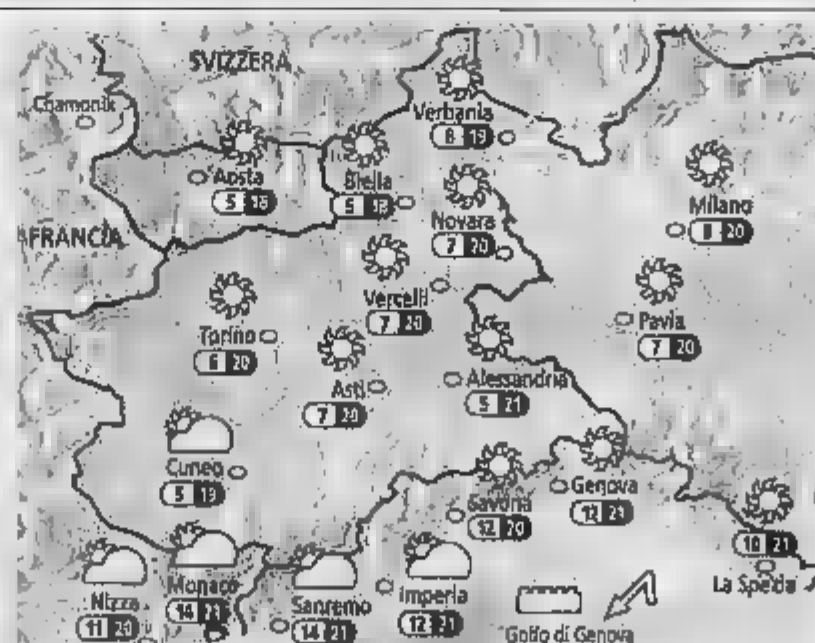 SVIZZERA
Chamonix
Verbania
8 19
Aosta
5 18
Biella
Milano
8 20
Novara
7 20
FRANCIA
Vercelli
7 20
Pavia
7 20
Torino
6 20
Asti
7 20
Alessandria
5 21
Cuneo
5 19
Savona
12 20
Genova
12 21
10 21
La Spezia
Monaco
14 21
Nizza
11 20
Sanremo
14 21
Imperia
12 21
Golfo di Genova